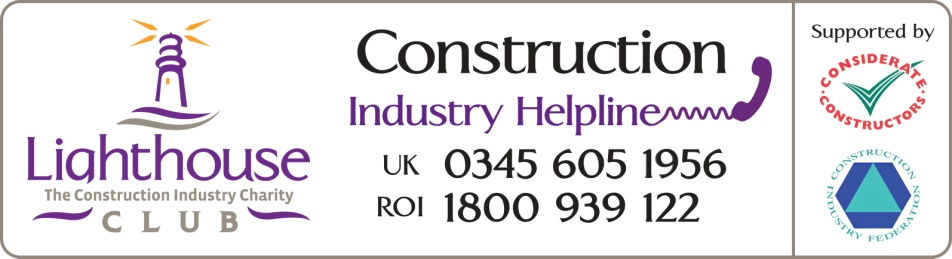 Lighthouse
The Construction Industry Charity
CLUB
Construction
Industry Helpline
UK 0345 605 1956
ROI 1800 939 122
Supported by
CONSIDERATE
· CONSTRUCTORS ·
CONSTRUCTION
INDUSTRY FEDERATION